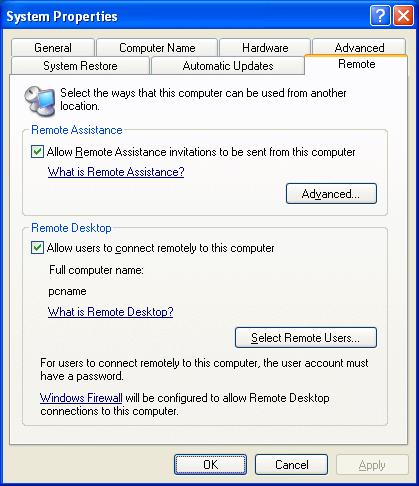 System Properties
General Computer Name Hardware Advanced
System Restore Automatic Updates Remote
Select the ways that this computer can be used from another
location.
Remote Assistance
Allow Remote Assistance invitations to be sent from this computer
What is Remote Assistance?
Advanced...
Remote Desktop
Allow users to connect remotely to this computer
Full computer name:
pcname
What is Remote Desktop?
Select Remote Users...
For users to connect remotely to this computer, the user account must
have a password.
Windows Firewall will be configured to allow Remote Desktop
connections to this computer.
OK Cancel Apply